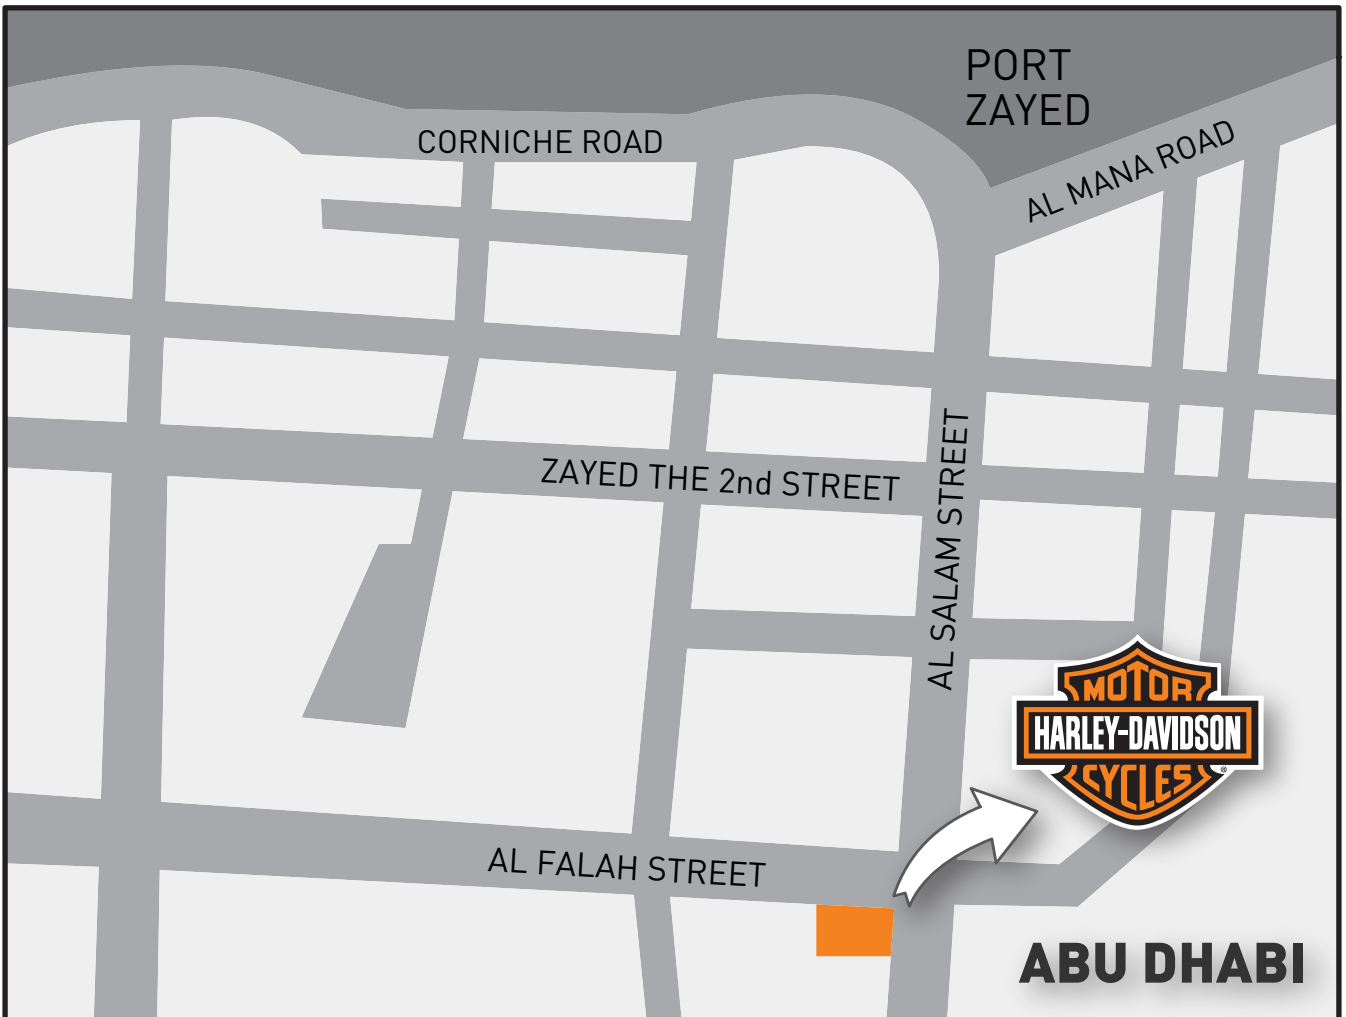 PORT
ZAYED
CORNICHE ROAD
AL MANA ROAD
ZAYED THE 2nd STREET
AL SALAM STREET
MOTOR
HARLEY-DAVIDSON
CYCLES
®
AL FALAH STREET
ABU DHABI